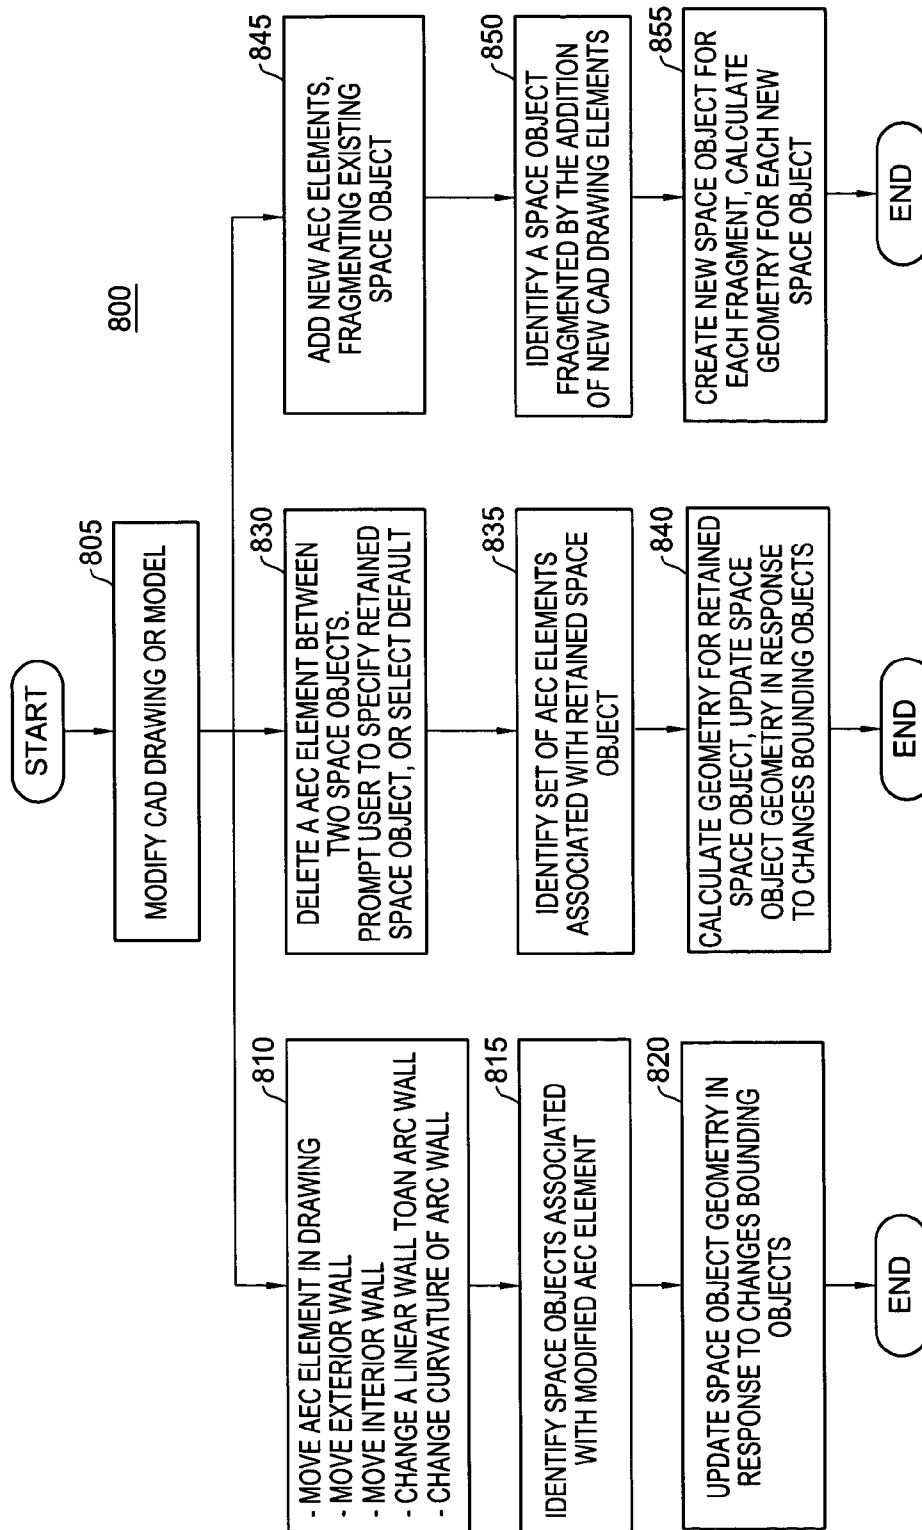 800
START
805
MODIFY CAD DRAWING OR MODEL
810
- MOVE AEC ELEMENT IN DRAWING
- MOVE EXTERIOR WALL
- MOVE INTERIOR WALL
- CHANGE A LINEAR WALL TOAN ARC WALL
- CHANGE CURVATURE OF ARC WALL
815
IDENTIFY SPACE OBJECTS ASSOCIATED
WITH MODIFIED AEC ELEMENT
820
UPDATE SPACE OBJECT GEOMETRY IN
RESPONSE TO CHANGES BOUNDING
OBJECTS
END
830
DELETE A AEC ELEMENT BETWEEN
TWO SPACE OBJECTS.
PROMPT USER TO SPECIFY RETAINED
SPACE OBJECT, OR SELECT DEFAULT
835
IDENTIFY SET OF AEC ELEMENTS
ASSOCIATED WITH RETAINED SPACE
OBJECT
840
CALCULATE GEOMETRY FOR RETAINED
SPACE OBJECT, UPDATE SPACE
OBJECT GEOMETRY IN RESPONSE
TO CHANGES BOUNDING OBJECTS
END
845
ADD NEW AEC ELEMENTS,
FRAGMENTING EXISTING
SPACE OBJECT
850
IDENTIFY A SPACE OBJECT
FRAGMENTED BY THE ADDITION
OF NEW CAD DRAWING ELEMENTS
855
CREATE NEW SPACE OBJECT FOR
EACH FRAGMENT, CALCULATE
GEOMETRY FOR EACH NEW
SPACE OBJECT
END